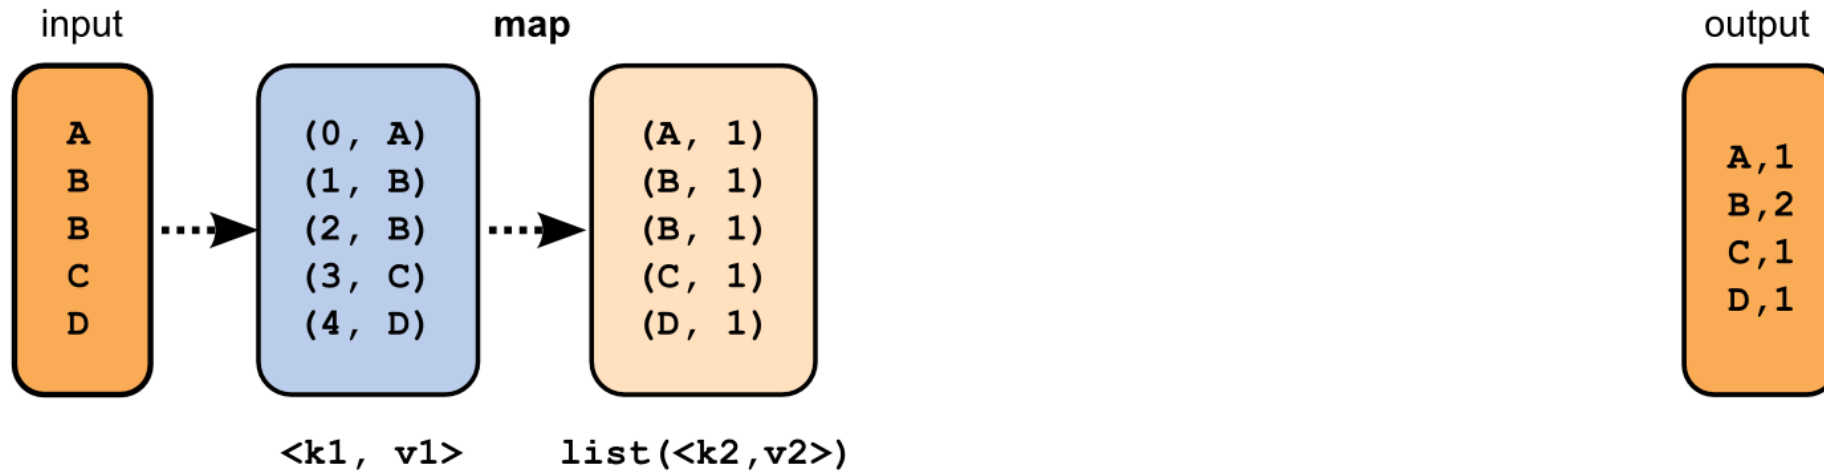 input
map
output
A
B
B
C
D
(0, A)
(1, B)
(2, B)
(3, C)
(4, D)
(A, 1)
(B, 1)
(B, 1)
(C, 1)
(D, 1)
A,1
B,2
C,1
D,1
<k1, v1>
list(<k2,v2>)